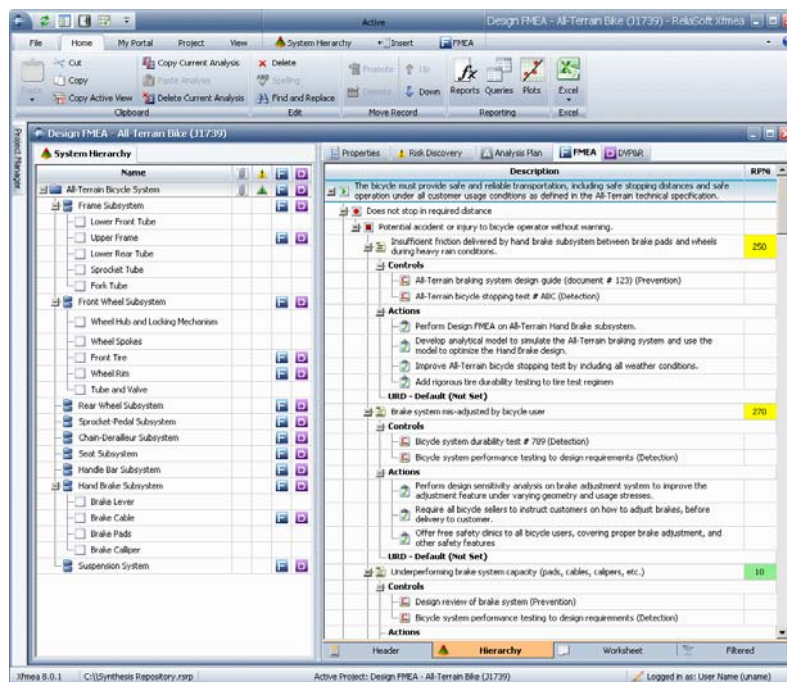 Active
Design FMEA - All-Terrain Bike (J1739) - ReliaSoft Xfmea
File Home My Portal Project View System Hierarchy Insert FMEA
Cut
Copy
Copy Active View
Copy Current Analysis
Paste Analysis
Delete Current Analysis
Delete
Spelling
Find and Replace
Promote Up
Demote Down
Reports Queries Plots Excel
Paste
Clipboard Edit Move Record Reporting Excel
Project Manager
Design FMEA - All-Terrain Bike (J1739)
System Hierarchy
Name
All-Terrain Bicycle System
Frame Subsystem
Lower Front Tube
Upper Frame
Lower Rear Tube
Sprocket Tube
Fork Tube
Front Wheel Subsystem
Wheel Hub and Locking Mechanism
Wheel Spokes
Front Tire
Wheel Rim
Tube and Valve
Rear Wheel Subsystem
Sprocket-Pedal Subsystem
Chain-Derailleur Subsystem
Seat Subsystem
Handle Bar Subsystem
Hand Brake Subsystem
Brake Lever
Brake Cable
Brake Pads
Brake Calliper
Suspension System
Properties Risk Discovery Analysis Plan FMEA DVP&R
Description RPNi
The bicycle must provide safe and reliable transportation, including safe stopping distances and safe
operation under all customer usage conditions as defined in the All-Terrain technical specification.
Does not stop in required distance
Potential accident or injury to bicycle operator without warning.
Insufficient friction delivered by hand brake subsystem between brake pads and wheels
during heavy rain conditions.
250
Controls
All-Terrain braking system design guide (document # 123) (Prevention)
All-Terrain bicycle stopping test # ABC (Detection)
Actions
Perform Design FMEA on All-Terrain Hand Brake subsystem.
Develop analytical model to simulate the All-Terrain braking system and use the
model to optimize the Hand Brake design.
Improve All-Terrain bicycle stopping test by including all weather conditions.
Add rigorous tire durability testing to tire test regimen
URD - Default (Not Set)
Brake system mis-adjusted by bicycle user 270
Controls
Bicycle system durability test # 789 (Detection)
Bicycle system performance testing to design requirements (Detection)
Actions
Perform design sensitivity analysis on brake adjustment system to improve the
adjustment feature under varying geometry and usage stresses.
Require all bicycle sellers to instruct customers on how to adjust brakes, before
delivery to customer.
Offer free safety clinics to all bicycle users, covering proper brake adjustment, and
other safety features
URD - Default (Not Set)
Underperforming brake system capacity (pads, cables, calipers, etc.) 10
Controls
Design review of brake system (Prevention)
Bicycle system performance testing to design requirements (Detection)
Actions
Header Hierarchy Worksheet Filtered
Xfmea 8.0.1 C:\\Synthesis Repository.rsrp Active Project: Design FMEA - All-Terrain Bike (J1739) Logged in as: User Name (uname)